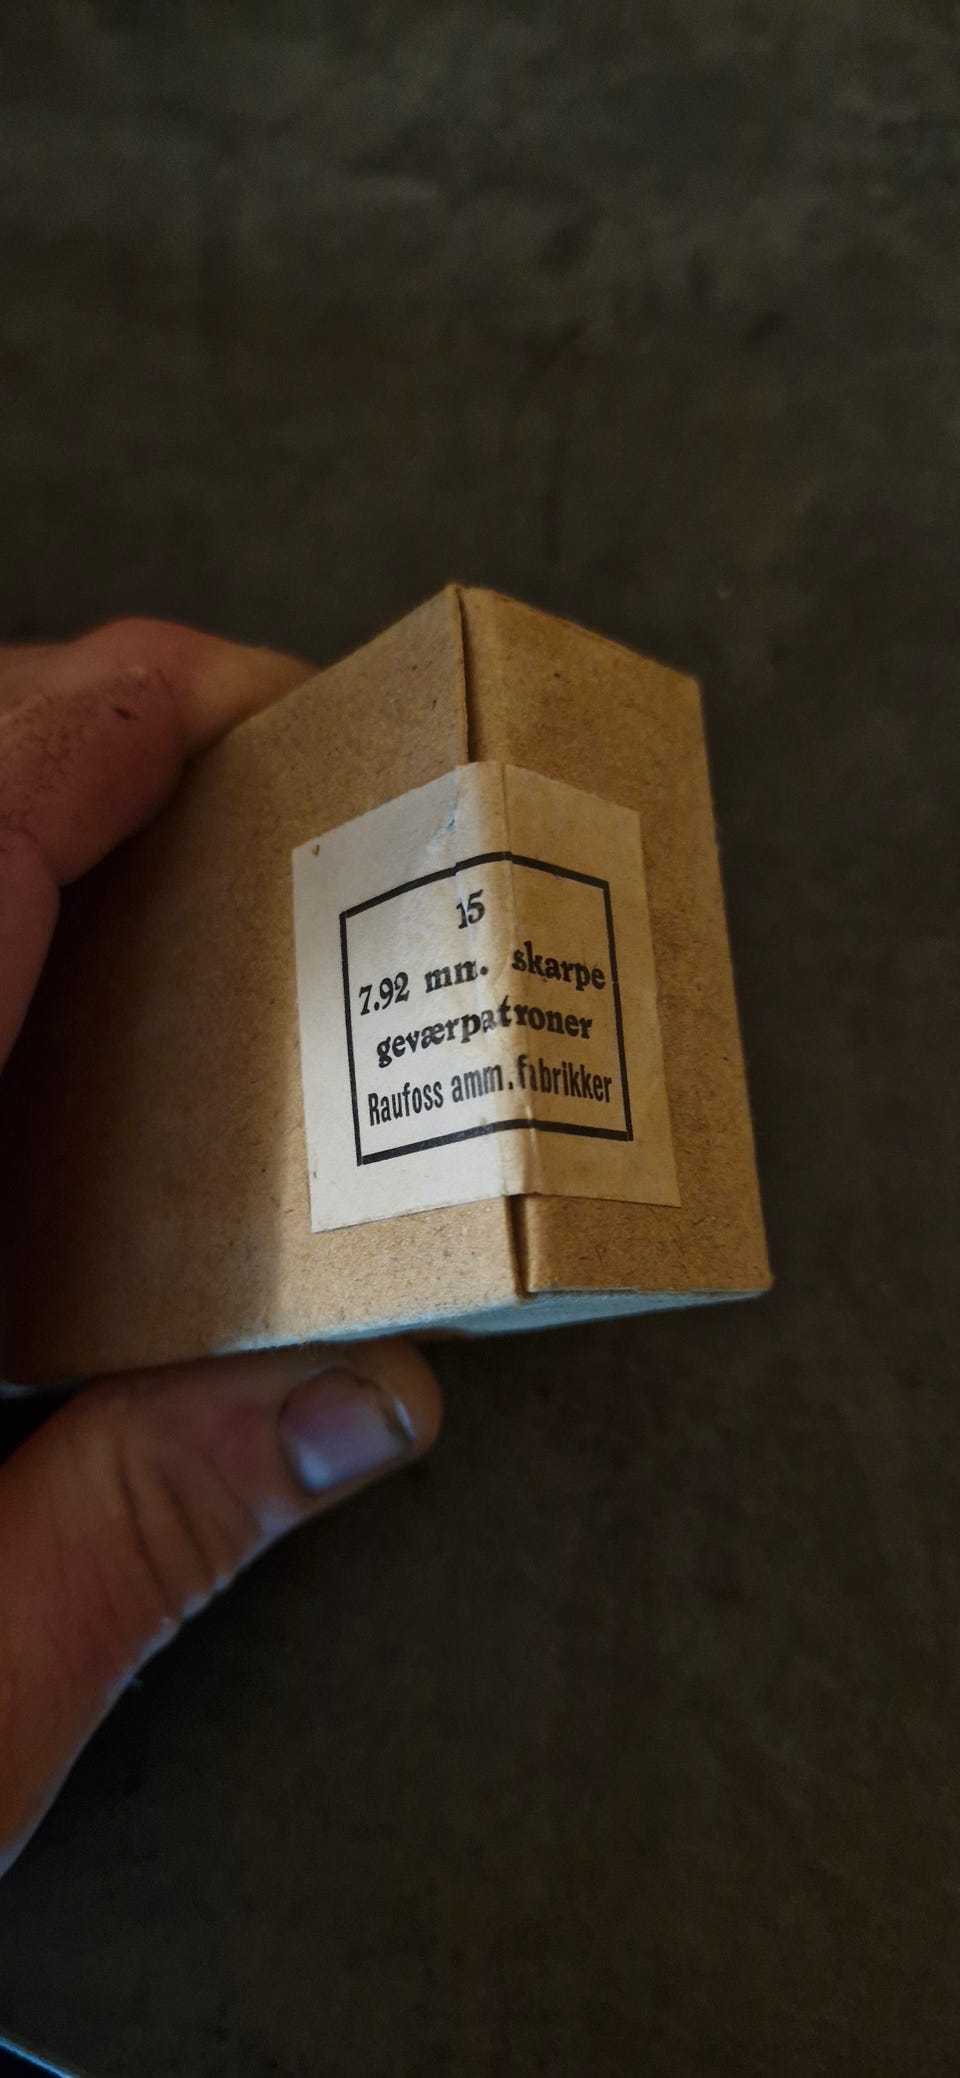 15
7.92 mm. skarpe
geværpatroner
Raufoss amm. fabrikker